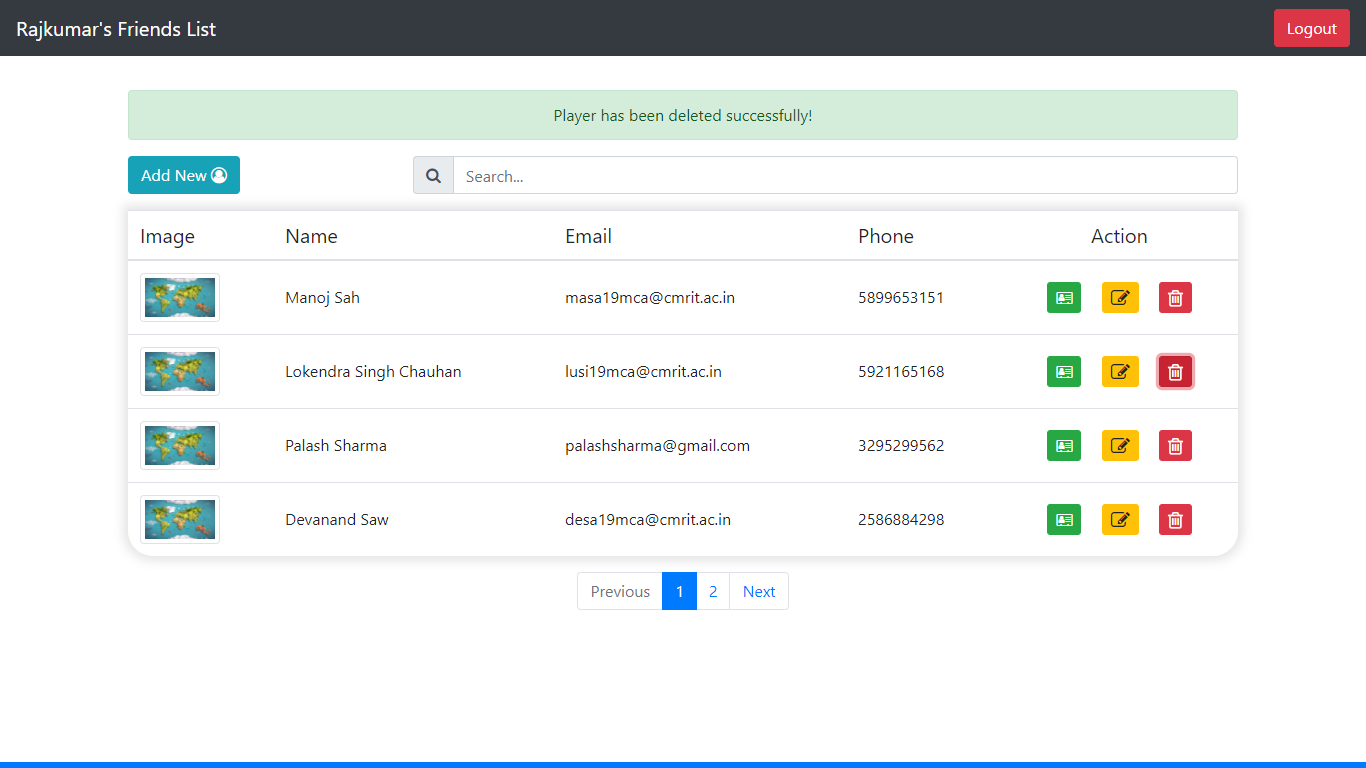 Rajkumar's Friends List Logout
Player has been deleted successfully!
Add New Search...
Image Name Email Phone Action
Manoj Sah masa19mca@cmrit.ac.in 5899653151
Lokendra Singh Chauhan lusi19mca@cmrit.ac.in 5921165168
Palash Sharma palashsharma@gmail.com 3295299562
Devanand Saw desa19mca@cmrit.ac.in 2586884298
Previous 1 2 Next